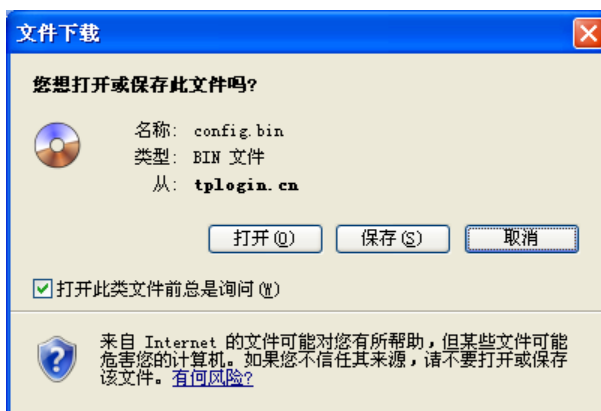 文件下载
您想打开或保存此文件吗?
名称: config.bin
类型: BIN 文件
从: tplogin.cn
打开(O) 保存(S) 取消
打开此类文件前总是询问(W)
来自 Internet 的文件可能对您有所帮助，但某些文件可能
危害您的计算机。如果您不信任其来源，请不要打开或保存
该文件。有何风险?